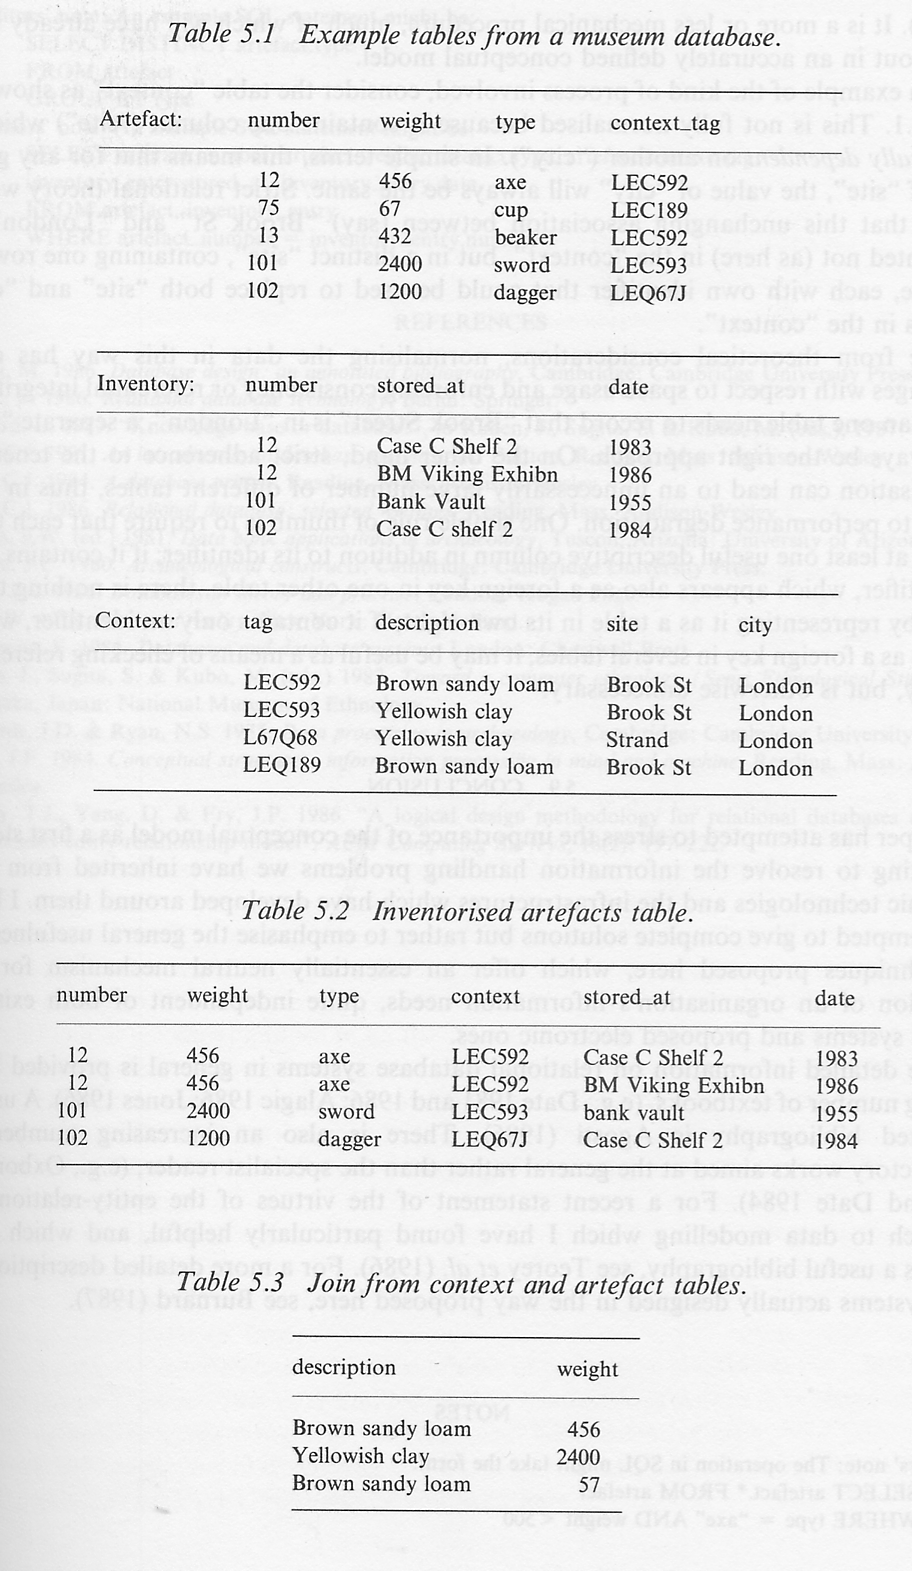 Table 5.1 Example tables from a museum database.
Artefact: number weight type context_tag
12 456 axe LEC592
75 67 cup LEC189
13 432 beaker LEC592
101 2400 sword LEC593
102 1200 dagger LEQ67J
Inventory: number stored_at date
12 Case C Shelf 2 1983
12 BM Viking Exhibn 1986
101 Bank Vault 1955
102 Case C shelf 2 1984
Context: tag description site city
LEC592 Brown sandy loam Brook St London
LEC593 Yellowish clay Brook St London
L67Q68 Yellowish clay Strand London
LEQ189 Brown sandy loam Brook St London
Table 5.2 Inventorised artefacts table.
number weight type context stored_at date
12 456 axe LEC592 Case C Shelf 2 1983
12 456 axe LEC592 BM Viking Exhibn 1986
101 2400 sword LEC593 bank vault 1955
102 1200 dagger LEQ67J Case C Shelf 2 1984
Table 5.3 Join from context and artefact tables.
description weight
Brown sandy loam 456
Yellowish clay 2400
Brown sandy loam 57